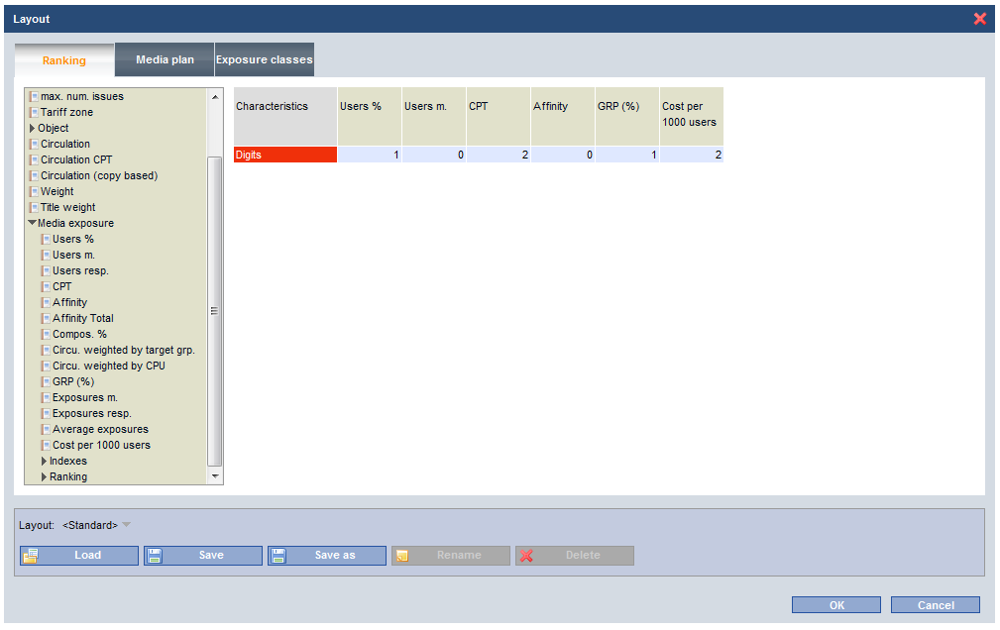 Layout
Ranking
Media plan
Exposure classes
max. num. issues
Tariff zone
Object
Circulation
Circulation CPT
Circulation (copy based)
Weight
Title weight
Media exposure
Users %
Users m.
Users resp.
CPT
Affinity
Affinity Total
Compos. %
Circu. weighted by target grp.
Circu. weighted by CPU
GRP (%)
Exposures m.
Exposures resp.
Average exposures
Cost per 1000 users
Indexes
Ranking
Characteristics Users % Users m. CPT Affinity GRP (%) Cost per
1000 users
Digits 1 0 2 0 1 2
Layout: <Standard>
Load Save Save as Rename Delete
OK Cancel